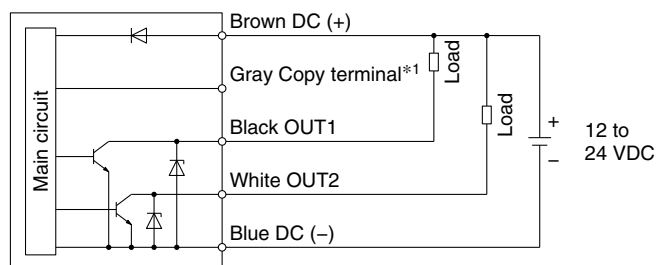 Brown DC (+)
Gray Copy terminal*1
Black OUT1
White OUT2
Blue DC (−)
Main circuit
Load
Load
+
−
12 to
24 VDC